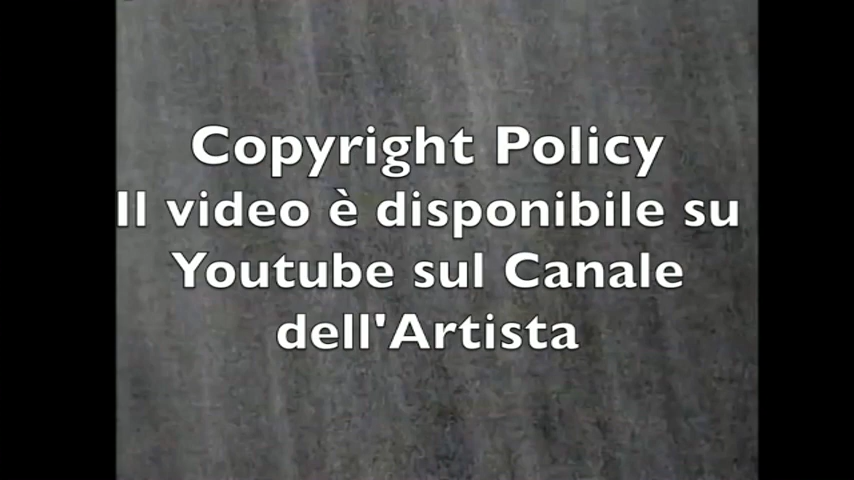 Copyright Policy
Il video è disponibile su
Youtube sul Canale
dell'Artista